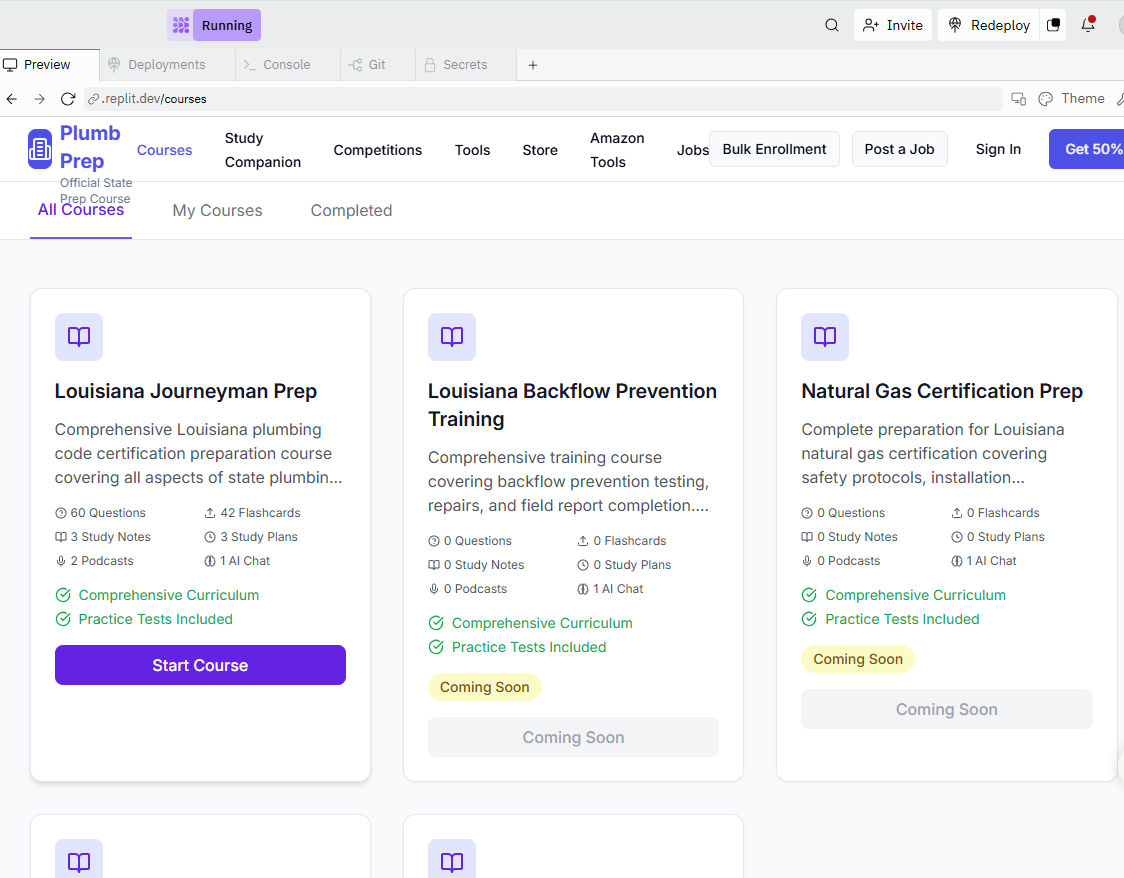 Running
Invite
Redeploy
Preview
Deployments
Console
Git
Secrets
.replit.dev/courses
Theme
Plumb
Prep
Official State
Prep Course
Courses
Study
Companion
Competitions
Tools
Store
Amazon
Tools
Jobs
Bulk Enrollment
Post a Job
Sign In
Get 50%
All Courses
My Courses
Completed
Louisiana Journeyman Prep
Comprehensive Louisiana plumbing
code certification preparation course
covering all aspects of state plumbin...
60 Questions
42 Flashcards
3 Study Notes
3 Study Plans
2 Podcasts
1 AI Chat
Comprehensive Curriculum
Practice Tests Included
Start Course
Louisiana Backflow Prevention
Training
Comprehensive training course
covering backflow prevention testing,
repairs, and field report completion....
0 Questions
0 Flashcards
0 Study Notes
0 Study Plans
0 Podcasts
1 AI Chat
Comprehensive Curriculum
Practice Tests Included
Coming Soon
Coming Soon
Natural Gas Certification Prep
Complete preparation for Louisiana
natural gas certification covering
safety protocols, installation...
0 Questions
0 Flashcards
0 Study Notes
0 Study Plans
0 Podcasts
1 AI Chat
Comprehensive Curriculum
Practice Tests Included
Coming Soon
Coming Soon